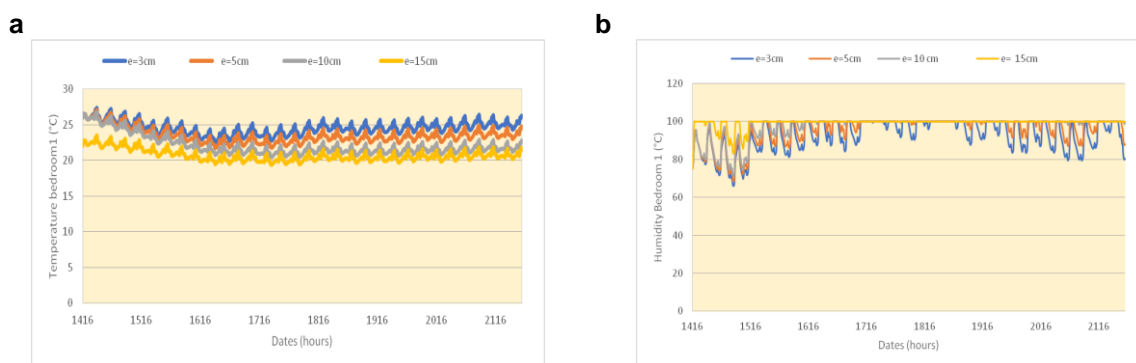 a
e=3cm e=5cm e=10cm e=15cm
30
25
20
15
10
5
0
Temperature bedroom1 (°C)
1416 1516 1616 1716 1816 1916 2016 2116
Dates (hours)
b
e=3cm e=5cm e= 10 cm e= 15cm
120
100
80
60
40
20
0
Humidity Bedroom 1 (°C)
1416 1516 1616 1716 1816 1916 2016 2116
Dates (hours)